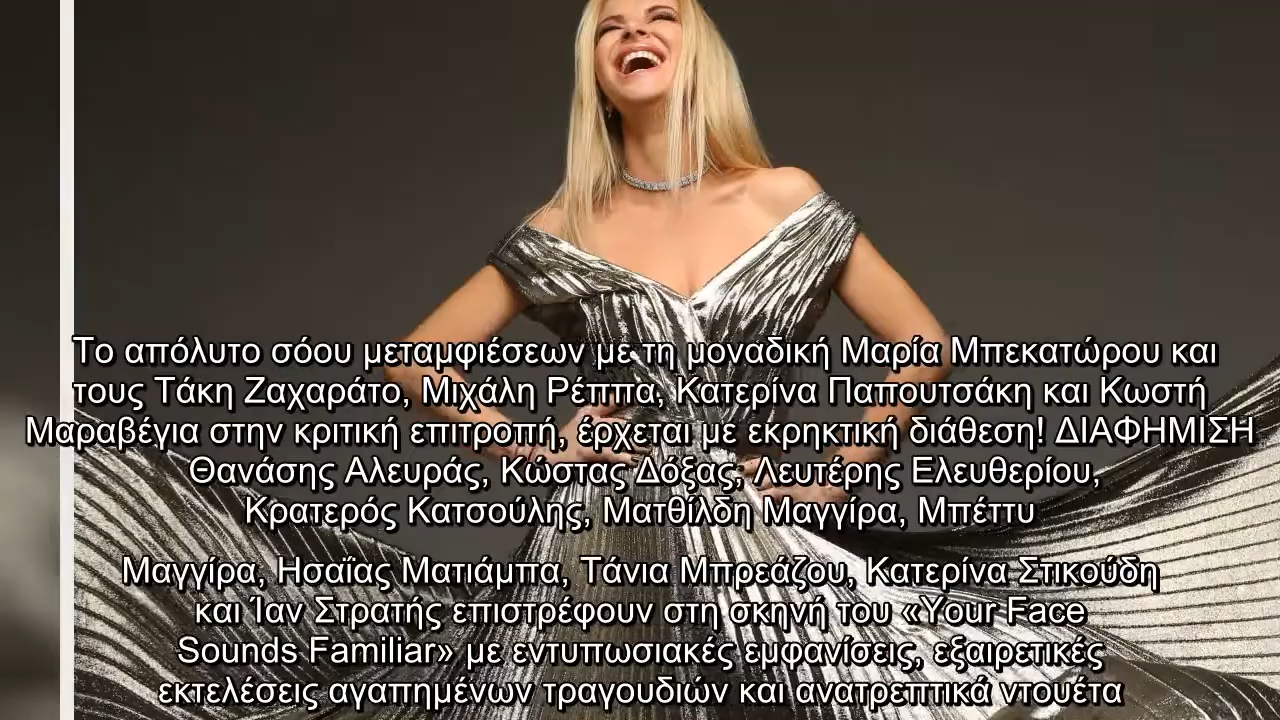 Το απόλυτο σόου μεταμφιέσεων με τη μοναδική Μαρία Μπεκατώρου και
τους Τάκη Ζαχαράτο, Μιχάλη Ρέππα, Κατερίνα Παπουτσάκη και Κωστή
Μαραβέγια στην κριτική επιτροπή, έρχεται με εκρηκτική διάθεση! ΔΙΑΦΗΜΙΣΗ
Θανάσης Αλευράς, Κώστας Δόξας, Λευτέρης Ελευθερίου,
Κρατερός Κατσούλης, Ματθίλδη Μαγγίρα, Μπέττυ
Μαγγίρα, Ησαΐας Ματιάμπα, Τάνια Μπρεάζου, Κατερίνα Στικούδη
και Ίαν Στρατής επιστρέφουν στη σκηνή του «Your Face
Sounds Familiar» με εντυπωσιακές εμφανίσεις, εξαιρετικές
εκτελέσεις αγαπημένων τραγουδιών και ανατρεπτικά ντουέτα